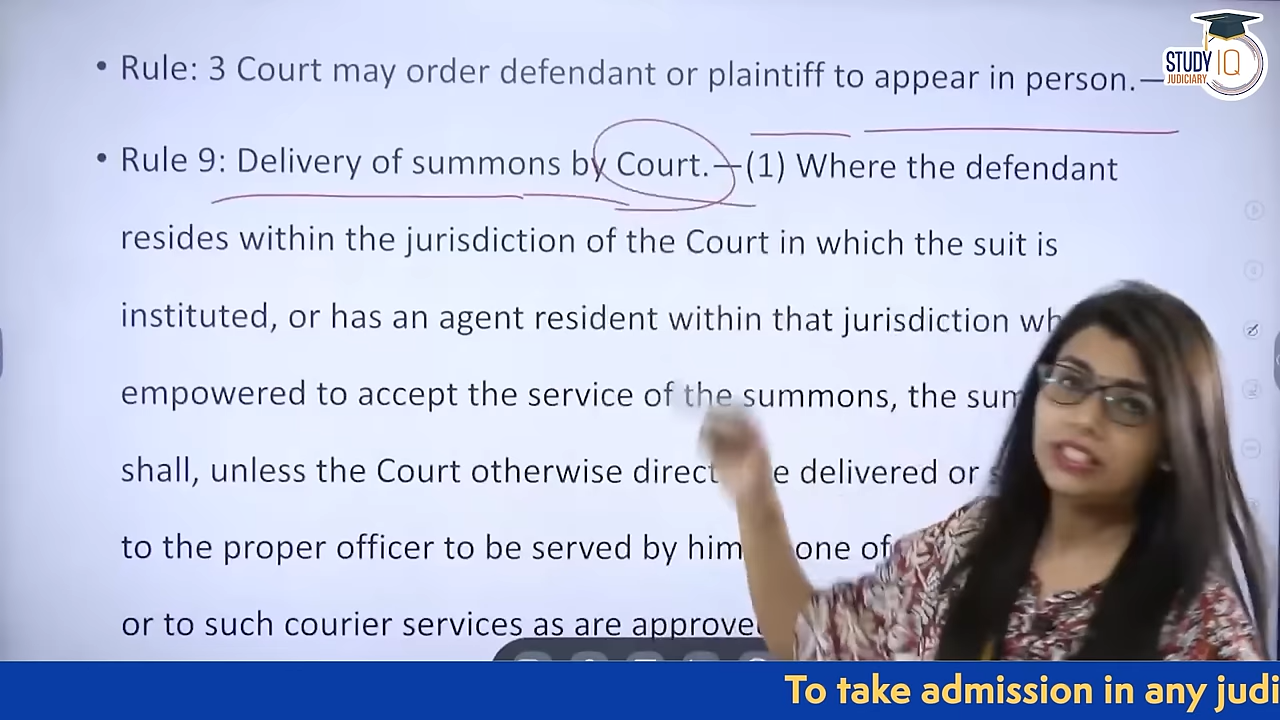 • Rule: 3 Court may order defendant or plaintiff to appear in person.—
STUDY IQ
JUDICIARY
• Rule 9: Delivery of summons by Court.—(1) Where the defendant
resides within the jurisdiction of the Court in which the suit is
instituted, or has an agent resident within that jurisdiction
empowered to accept the service of the summons, the
shall, unless the Court otherwise direct delivered or
to the proper officer to be served by him one of
or to such courier services as are
To take admission in any